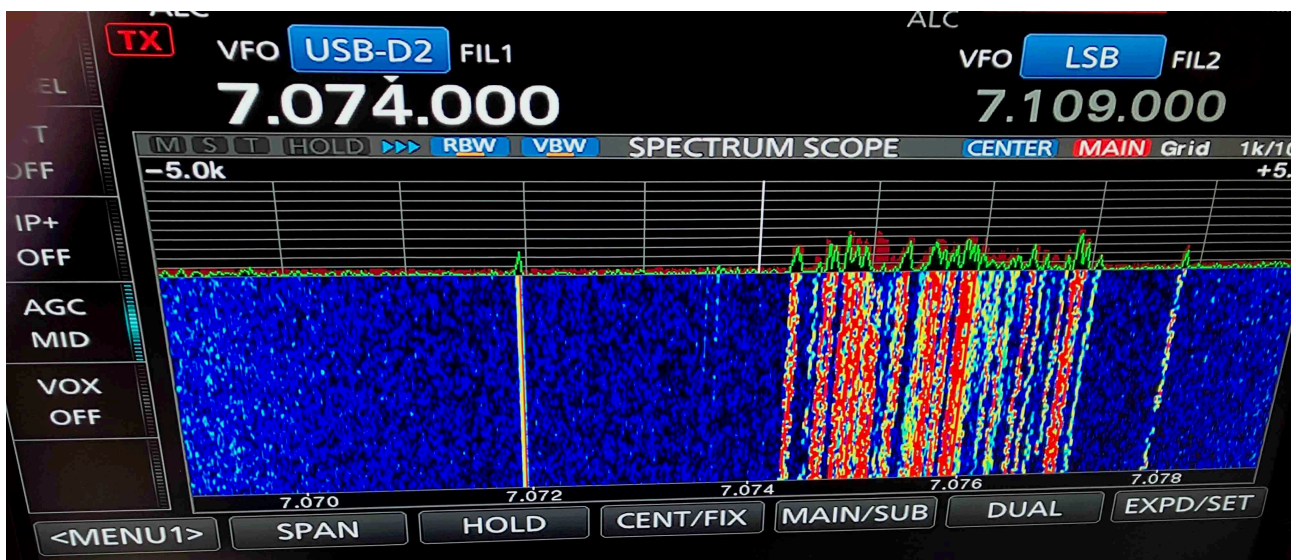 ALC
ALC
TX VFO USB-D2 FIL1
VFO LSB FIL2
7.074.000
7.109.000
OFF
IP+
OFF
AGC
MID
VOX
OFF
M S T HOLD RBW VBW SPECTRUM SCOPE CENTER MAIN Grid
-5.0k
7.070 7.072 7.074 7.076 7.078
<MENU1> SPAN HOLD CENT/FIX MAIN/SUB DUAL EXPD/SET